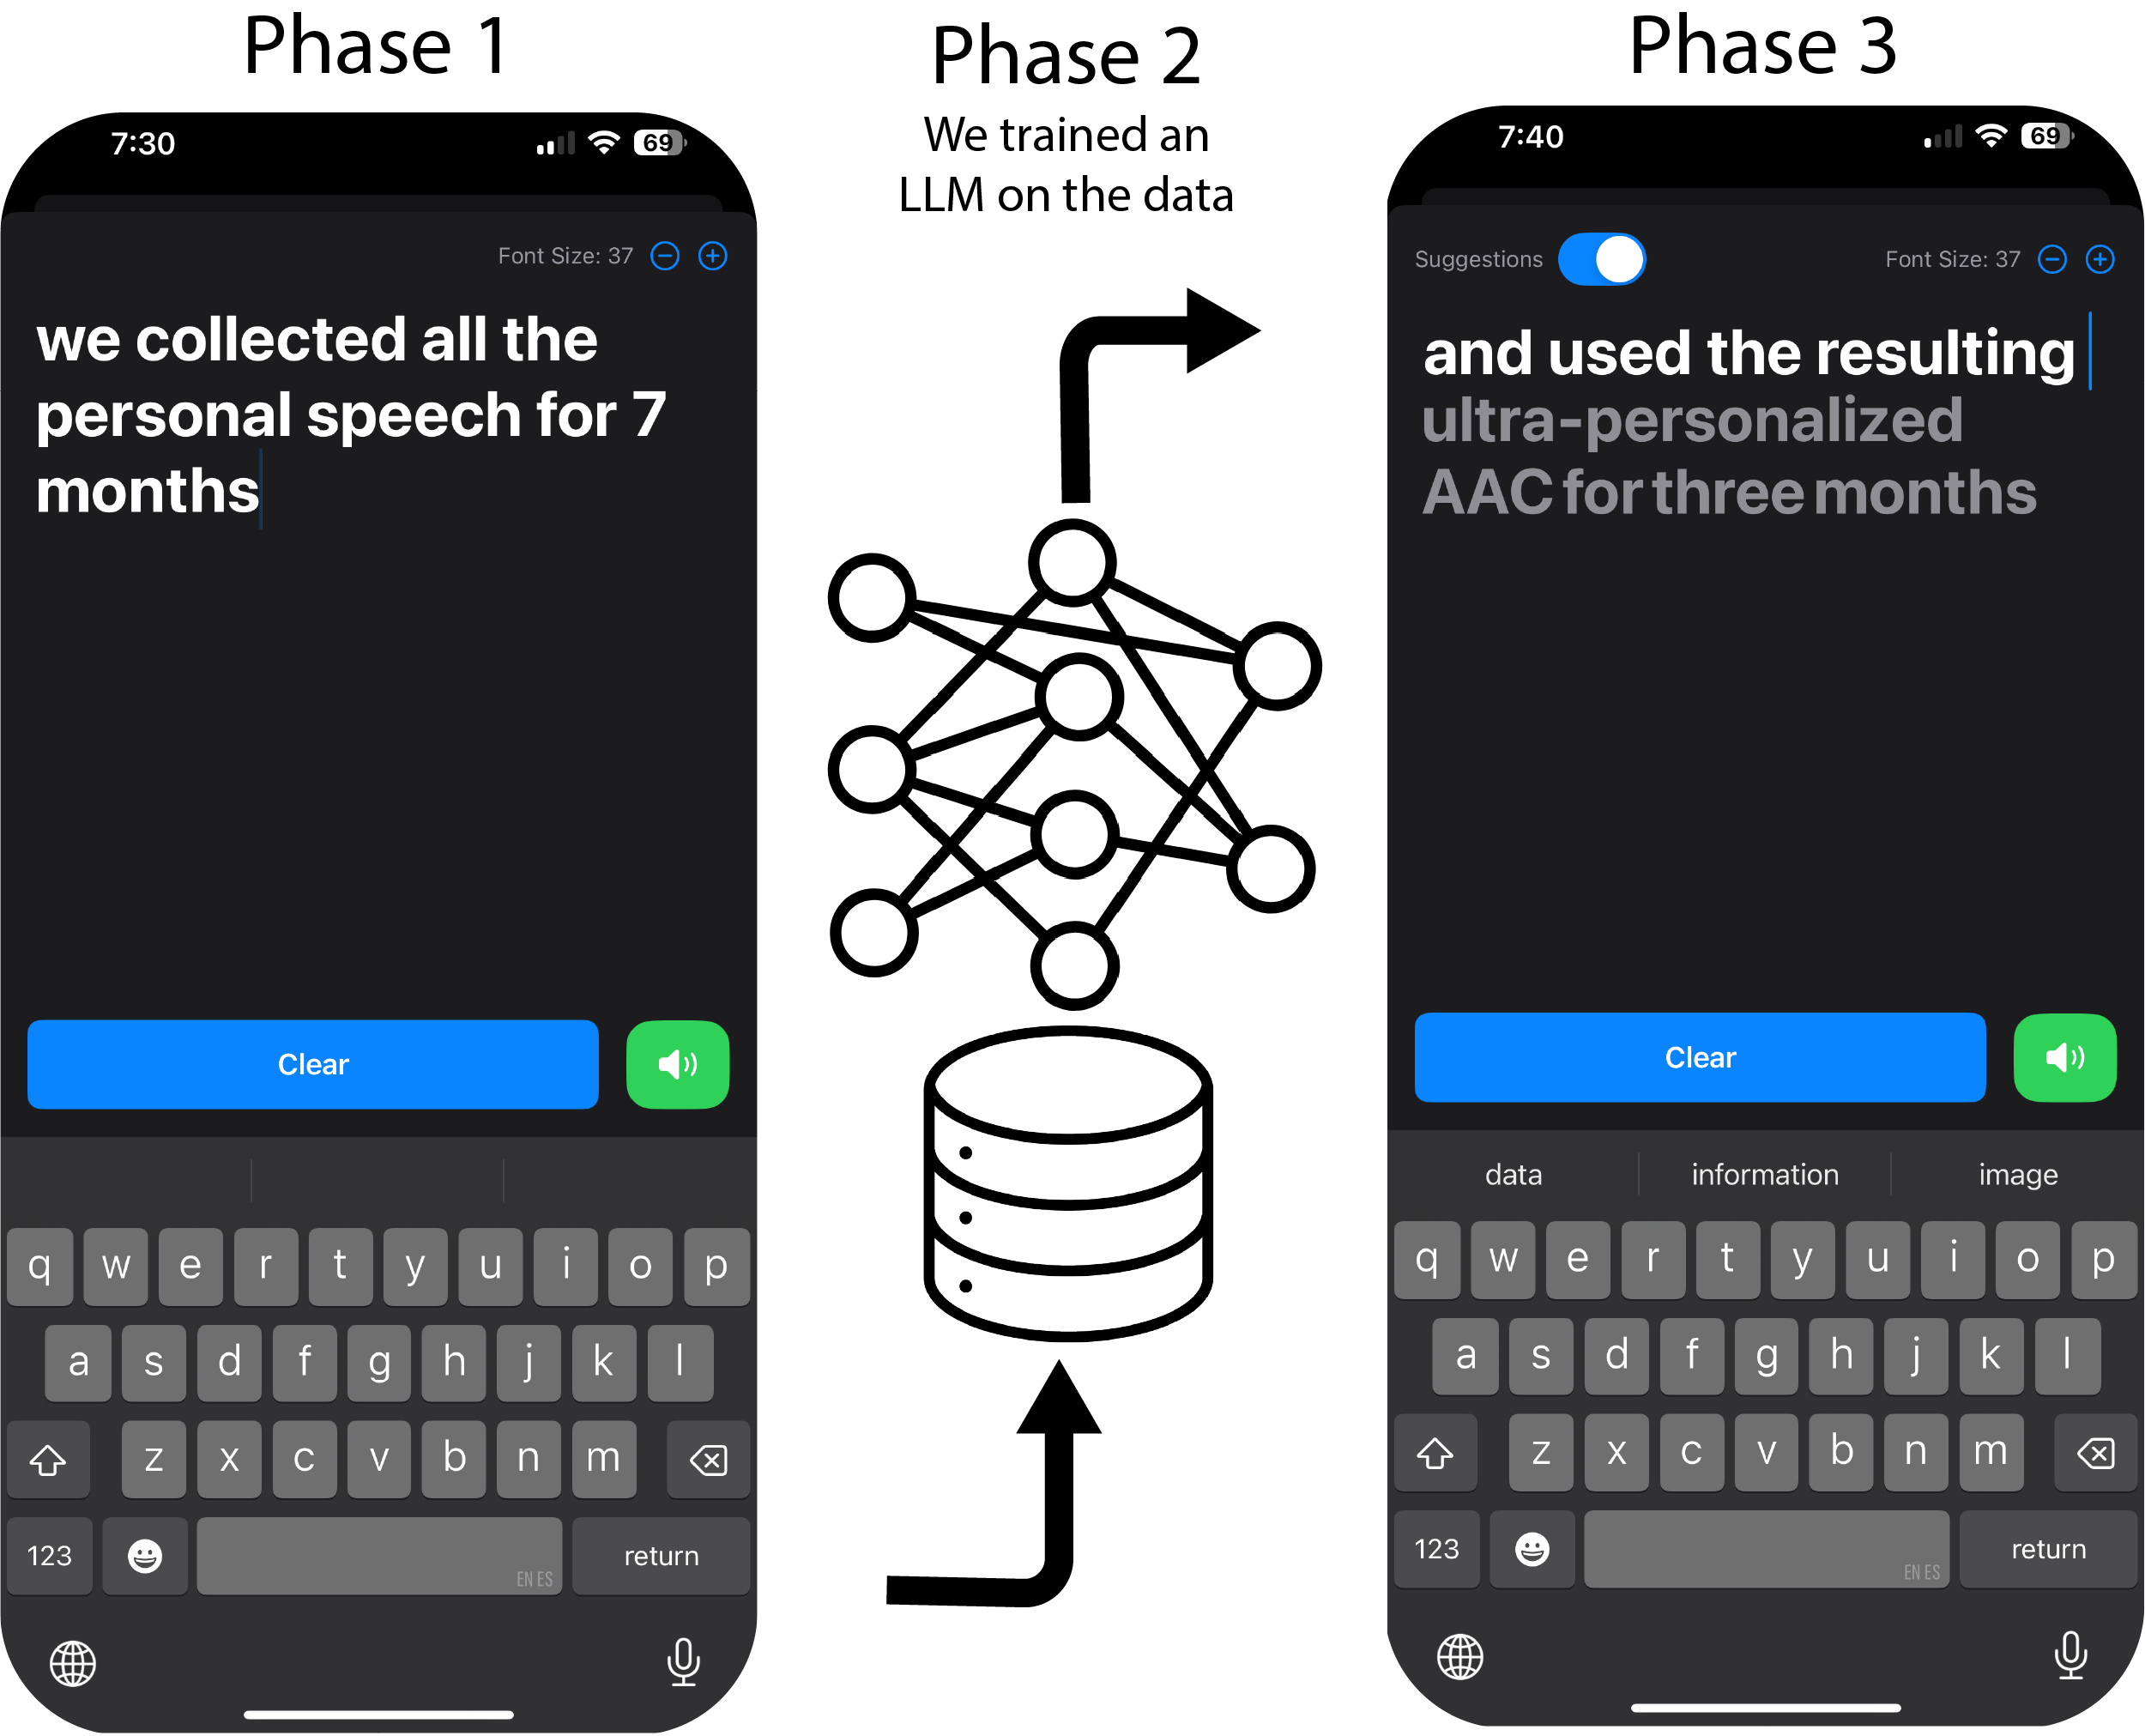 Phase 1
7:30
69
Font Size: 37
we collected all the
personal speech for 7
months
Clear
q w e r t y u i o p
a s d f g h j k l
z x c v b n m
123
EN ES
return
Phase 2
We trained an
LLM on the data
Phase 3
7:40
69
Suggestions
Font Size: 37
and used the resulting
ultra-personalized
AAC for three months
Clear
data information image
q w e r t y u i o p
a s d f g h j k l
z x c v b n m
123
EN ES
return